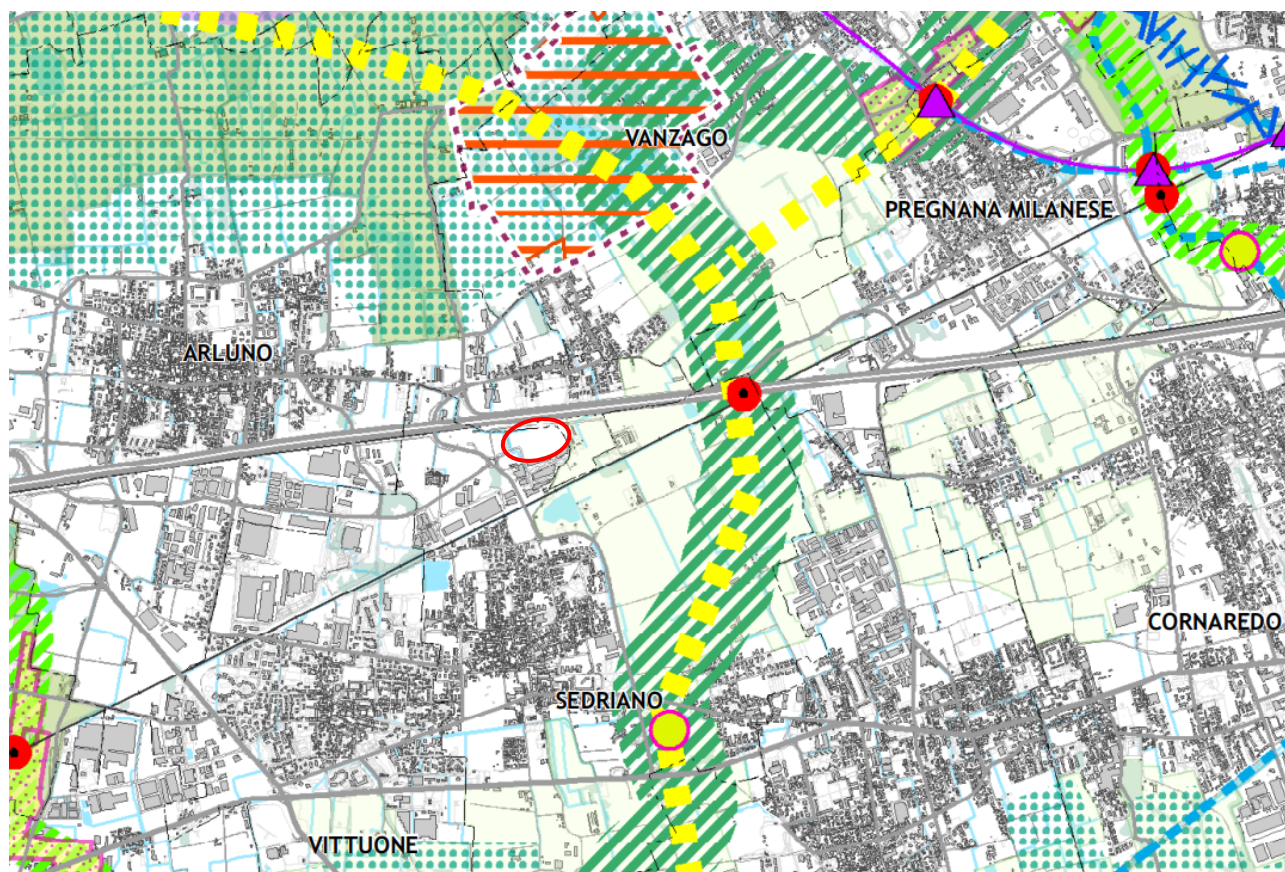 VANZAGO
PREGNANA MILANESE
ARLUNO
CORNAREDO
SEDRIANO
VITTUONE